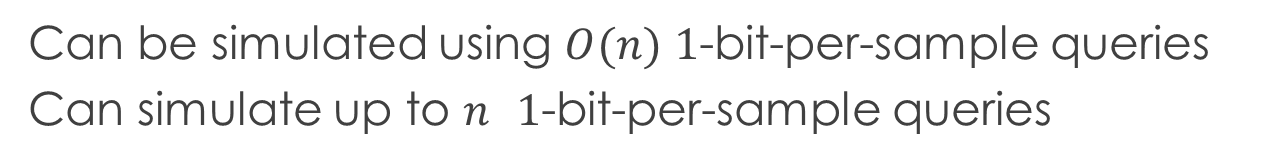 Can be simulated using O(n) 1-bit-per-sample queries
Can simulate up to n 1-bit-per-sample queries